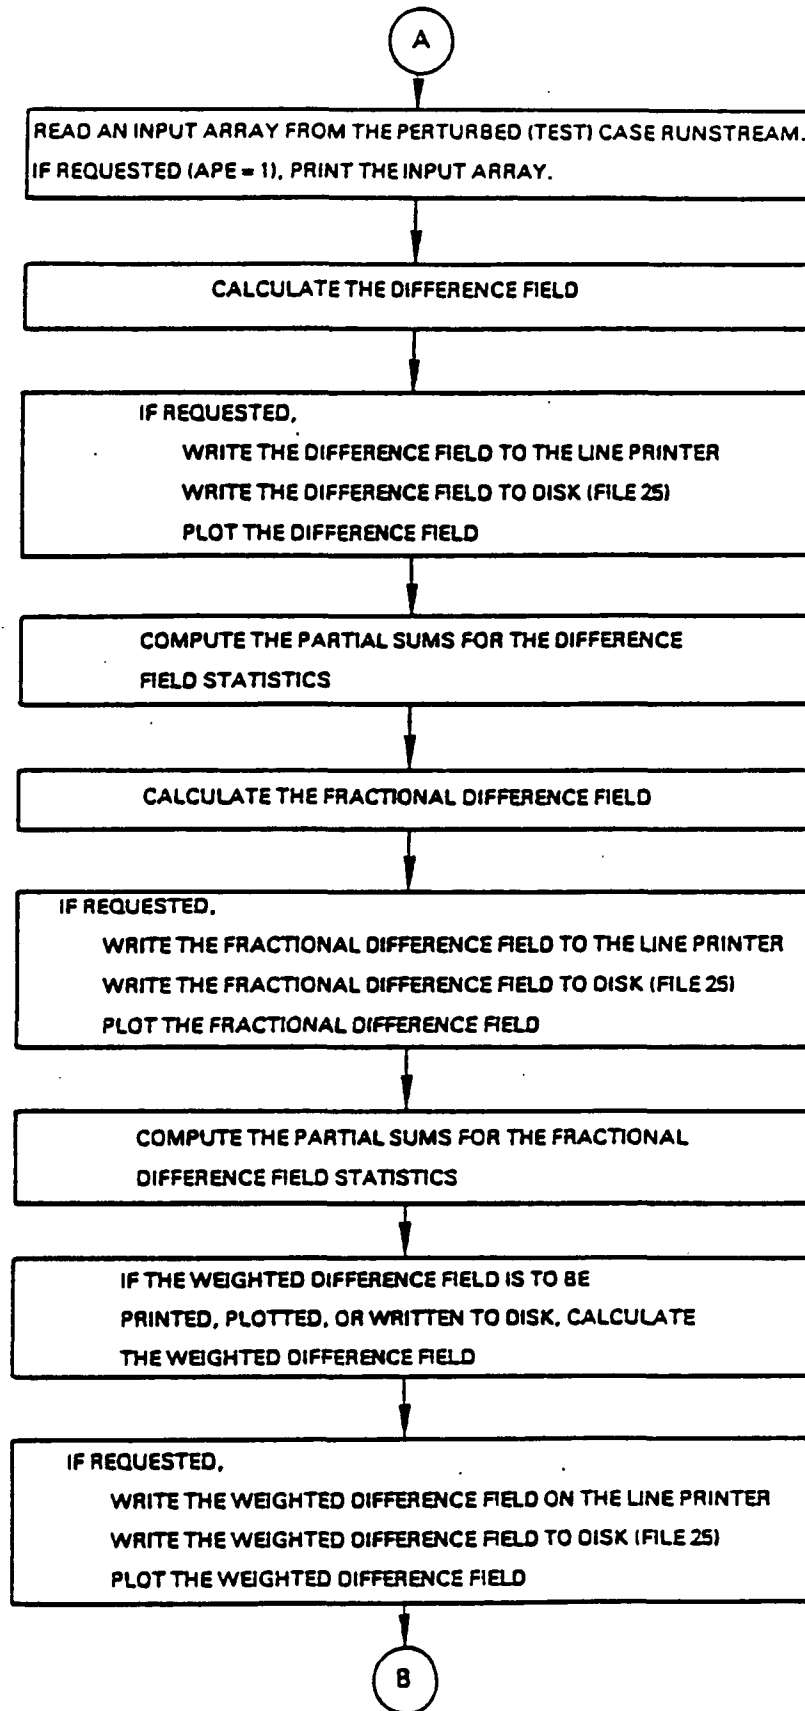 A
READ AN INPUT ARRAY FROM THE PERTURBED (TEST) CASE RUNSTREAM.
IF REQUESTED (APE = 1), PRINT THE INPUT ARRAY.
CALCULATE THE DIFFERENCE FIELD
IF REQUESTED,
WRITE THE DIFFERENCE FIELD TO THE LINE PRINTER
WRITE THE DIFFERENCE FIELD TO DISK (FILE 25)
PLOT THE DIFFERENCE FIELD
COMPUTE THE PARTIAL SUMS FOR THE DIFFERENCE
FIELD STATISTICS
CALCULATE THE FRACTIONAL DIFFERENCE FIELD
IF REQUESTED,
WRITE THE FRACTIONAL DIFFERENCE FIELD TO THE LINE PRINTER
WRITE THE FRACTIONAL DIFFERENCE FIELD TO DISK (FILE 25)
PLOT THE FRACTIONAL DIFFERENCE FIELD
COMPUTE THE PARTIAL SUMS FOR THE FRACTIONAL
DIFFERENCE FIELD STATISTICS
IF THE WEIGHTED DIFFERENCE FIELD IS TO BE
PRINTED, PLOTTED, OR WRITTEN TO DISK, CALCULATE
THE WEIGHTED DIFFERENCE FIELD
IF REQUESTED,
WRITE THE WEIGHTED DIFFERENCE FIELD ON THE LINE PRINTER
WRITE THE WEIGHTED DIFFERENCE FIELD TO DISK (FILE 25)
PLOT THE WEIGHTED DIFFERENCE FIELD
B